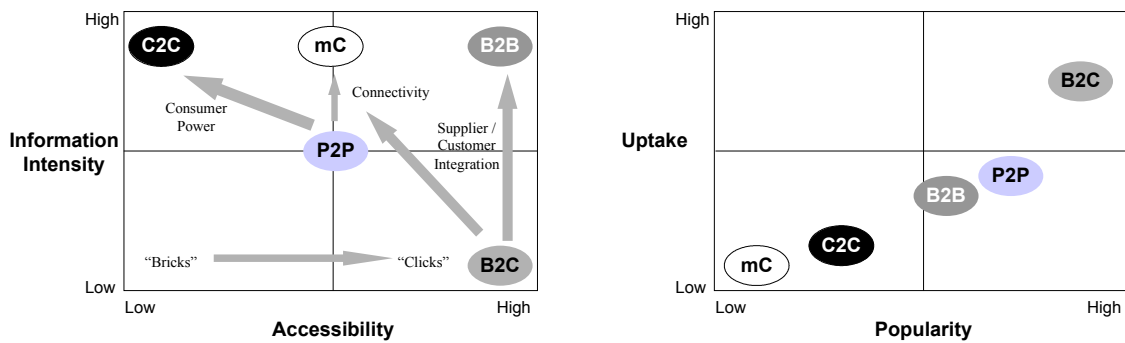 High
C2C
mC
B2B
Connectivity
Consumer
Power
Supplier /
Customer
Integration
Information
Intensity
P2P
“Bricks”
“Clicks”
B2C
Low
Low
High
Accessibility
High
B2C
Uptake
P2P
B2B
C2C
mC
Low
Low
High
Popularity